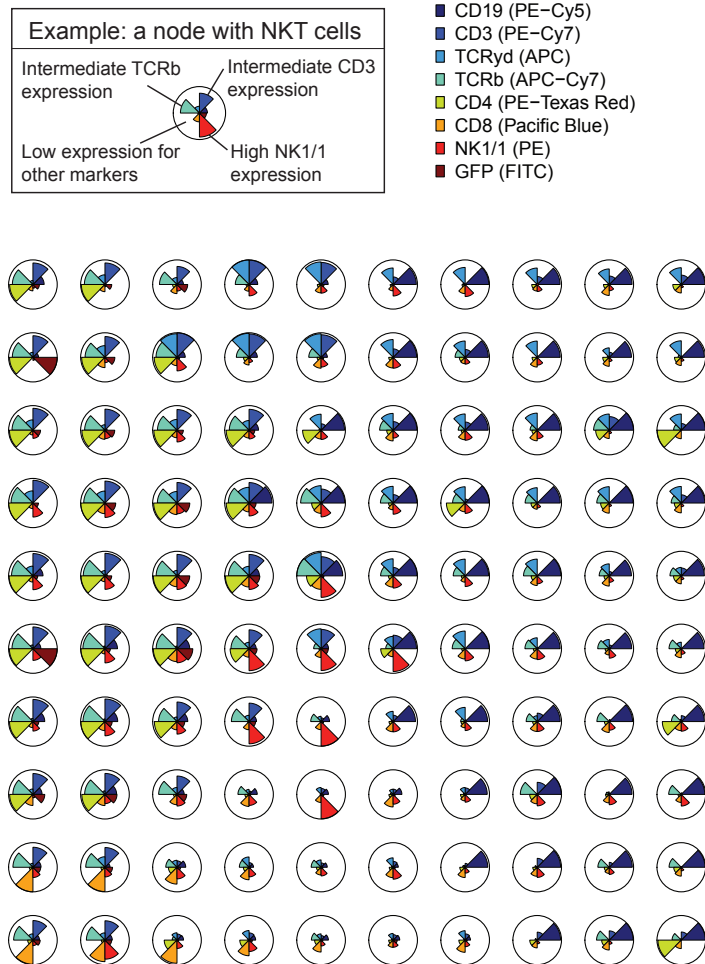 Example: a node with NKT cells
Intermediate TCRb
expression
Intermediate CD3
expression
Low expression for
other markers
High NK1/1
expression
CD19 (PE−Cy5)
CD3 (PE−Cy7)
TCRyd (APC)
TCRb (APC−Cy7)
CD4 (PE−Texas Red)
CD8 (Pacific Blue)
NK1/1 (PE)
GFP (FITC)